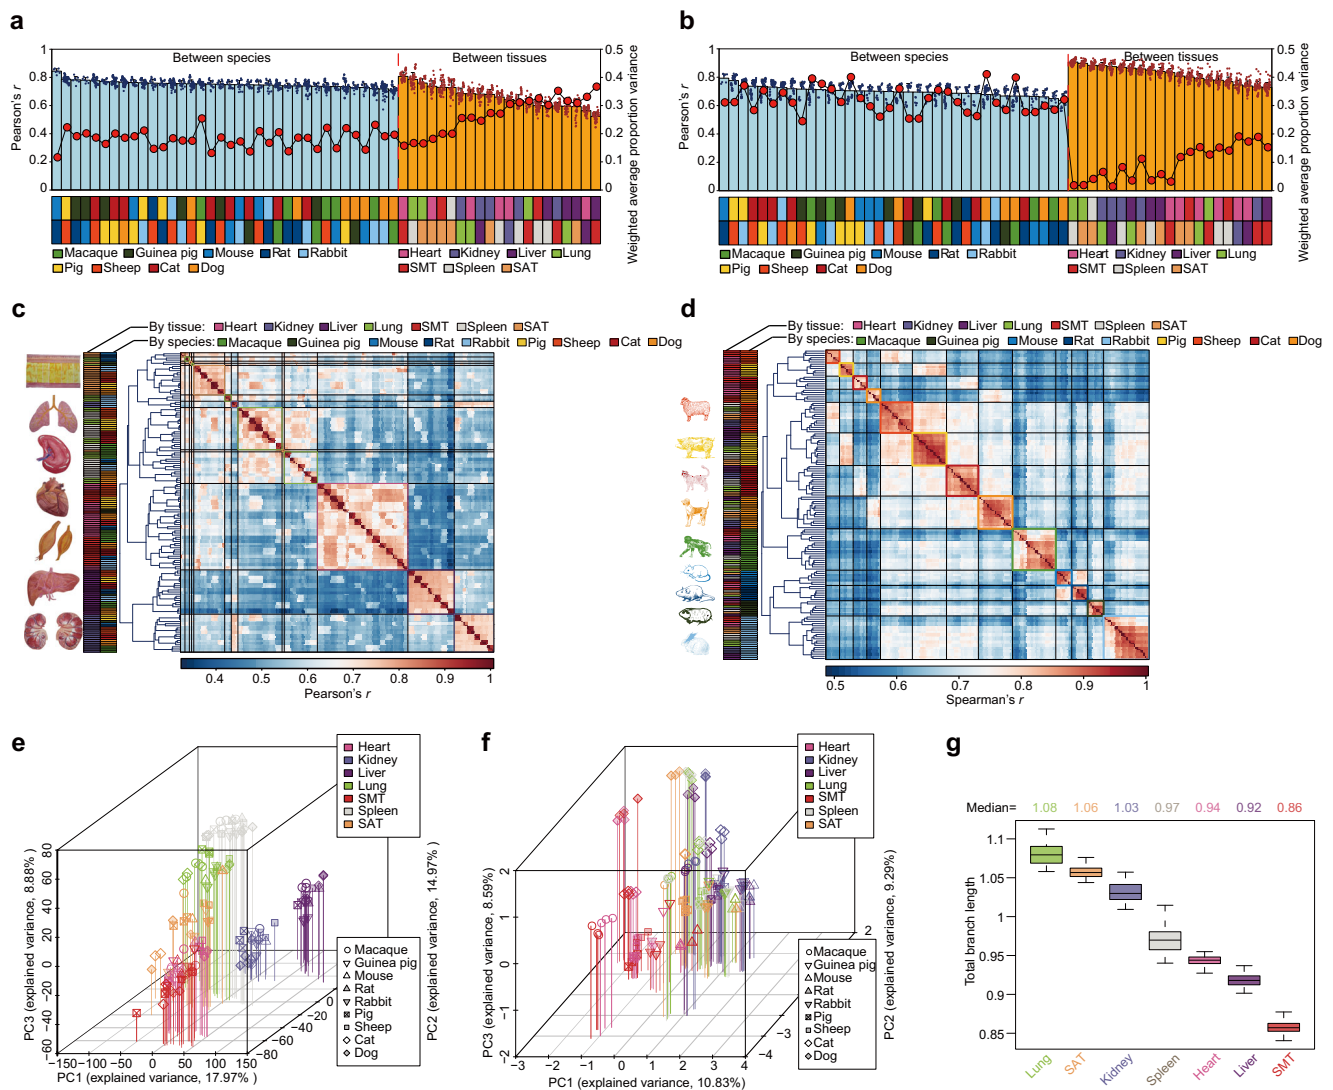 a
Between species
Between tissues
1
0.8
0.6
0.4
0.2
0
Pearson's r
0.5
0.4
0.3
0.2
0.1
0
Weighted average proportion variance
Macaque Guinea pig Mouse Rat Rabbit
Pig Sheep Cat Dog
Heart Kidney Liver Lung
SMT Spleen SAT
b
Between species
Between tissues
1
0.8
0.6
0.4
0.2
0
Pearson's r
0.5
0.4
0.3
0.2
0.1
0
Weighted average proportion variance
Macaque Guinea pig Mouse Rat Rabbit
Pig Sheep Cat Dog
Heart Kidney Liver Lung
SMT Spleen SAT
c
By tissue: Heart Kidney Liver Lung SMT Spleen SAT
By species: Macaque Guinea pig Mouse Rat Rabbit Pig Sheep Cat Dog
0.4 0.5 0.6 0.7 0.8 0.9 1
Pearson's r
d
By tissue: Heart Kidney Liver Lung SMT Spleen SAT
By species: Macaque Guinea pig Mouse Rat Rabbit Pig Sheep Cat Dog
0.5 0.6 0.7 0.8 0.9 1
Spearman's r
e
Heart
Kidney
Liver
Lung
SMT
Spleen
SAT
80
60
40
20
0
−20
−40
−60
PC3 (explained variance, 8.88% )
−150 −100 −50 0 50 100 150
PC1 (explained variance, 17.97% )
0
−20
−40
−60
−80
PC2 (explained variance, 14.97% )
Macaque
Guinea pig
Mouse
Rat
Rabbit
Pig
Sheep
Cat
Dog
f
Heart
Kidney
Liver
Lung
SMT
Spleen
SAT
2
1
0
−1
−2
PC3 (explained variance, 8.59%)
−3 −2 −1 0 1 2 3 4
PC1 (explained variance, 10.83%)
2
−3
−4
PC2 (explained variance, 9.29%)
Macaque
Guinea pig
Mouse
Rat
Rabbit
Pig
Sheep
Cat
Dog
g
Median= 1.08 1.06 1.03 0.97 0.94 0.92 0.86
1.1
1.05
1
0.95
0.9
0.85
Total branch length
Lung SAT Kidney Spleen Heart Liver SMT